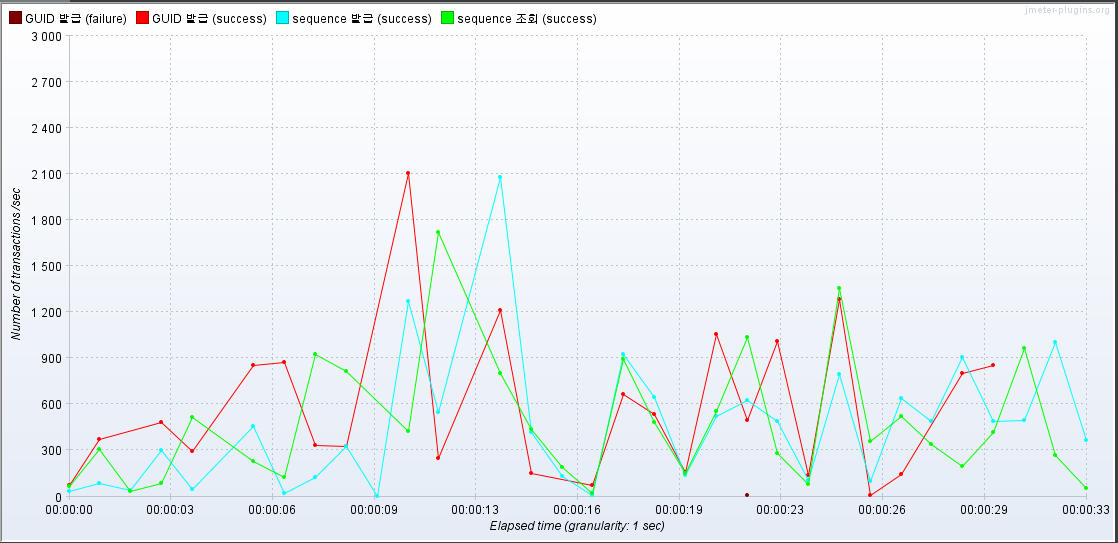 jmeter-plugins.org
GUID 발급 (failure) GUID 발급 (success) sequence 발급 (success) sequence 조회 (success)
3 000
2 700
2 400
2 100
1 800
1 500
1 200
900
600
300
0
Number of transactions /sec
00:00:00 00:00:03 00:00:06 00:00:09 00:00:13 00:00:16 00:00:19 00:00:23 00:00:26 00:00:29 00:00:33
Elapsed time (granularity: 1 sec)